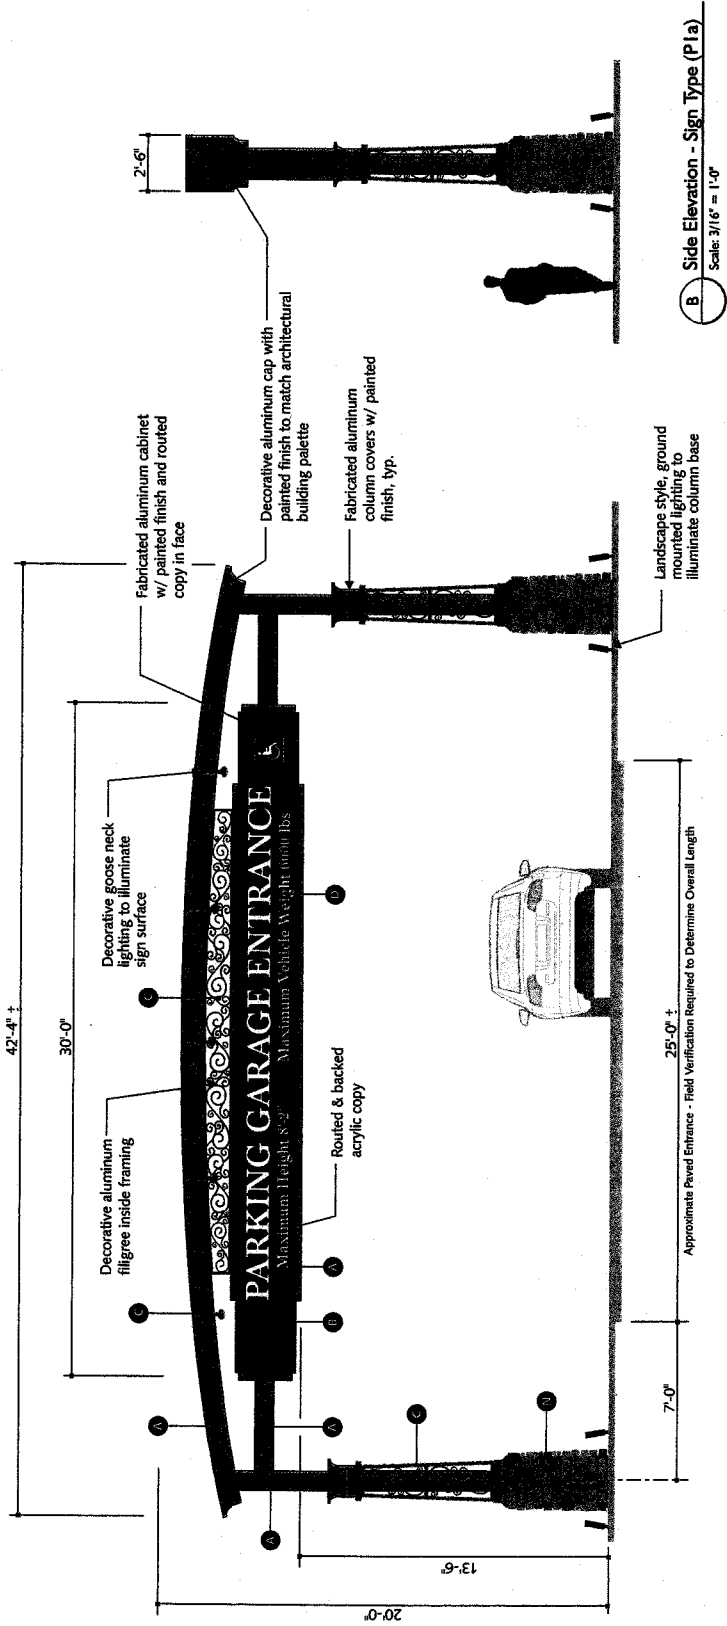 42'-4" ±
30'-0"
Decorative aluminum
filigree inside framing
Decorative goose neck
lighting to illuminate
sign surface
Fabricated aluminum cabinet
w/ painted finish and routed
copy in face
Decorative aluminum cap with
painted finish to match architectural
building palette
Fabricated aluminum
column covers w/ painted
finish, typ.
2'-6"
C
C
A
PARKING GARAGE ENTRANCE
Maximum Height 8'-2" Maximum Vehicle Weight 6000 lbs
A
A
B
A
D
Routed & backed
acrylic copy
C
N
20'-0"
13'-6"
7'-0"
25'-0" ±
Approximate Paved Entrance - Field Verification Required to Determine Overall Length
Landscape style, ground
mounted lighting to
illuminate column base
B
Side Elevation - Sign Type (P1a)
Scale: 3/16" = 1'-0"